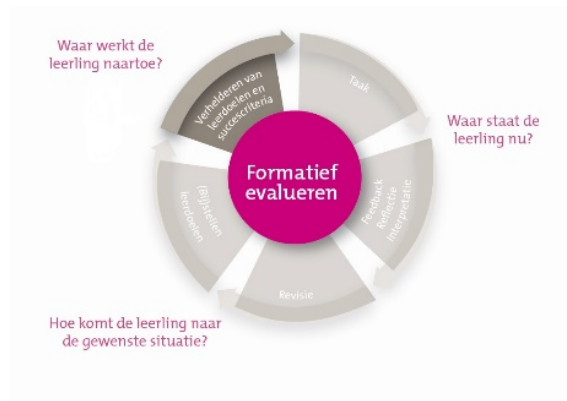 Waar werkt de
leerling naartoe?
Verhelderen van
leerdoelen en
succescriteria
Taak
Waar staat de
leerling nu?
Formatief
evalueren
Feedback
Reflectie
Interpretatie
(Bij)stellen
leerdoelen
Revisie
Hoe komt de leerling naar
de gewenste situatie?